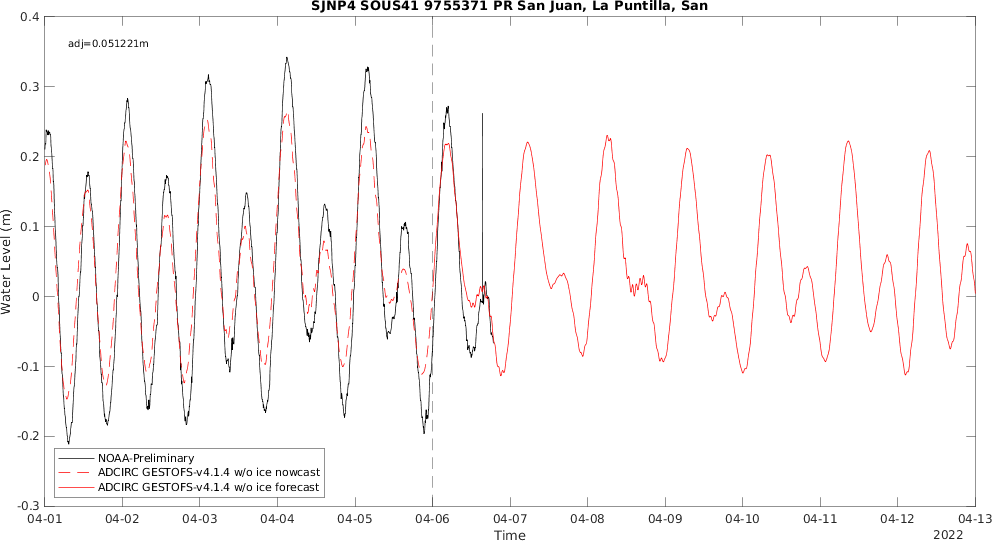 SJNP4 SOUS41 9755371 PR San Juan, La Puntilla, San
adj=0.051221m
0.4
0.3
0.2
0.1
0
-0.1
-0.2
-0.3
Water Level (m)
NOAA-Preliminary
ADCIRC GESTOFS-v4.1.4 w/o ice nowcast
ADCIRC GESTOFS-v4.1.4 w/o ice forecast
04-01 04-02 04-03 04-04 04-05 04-06 04-07 04-08 04-09 04-10 04-11 04-12 04-13
Time
2022